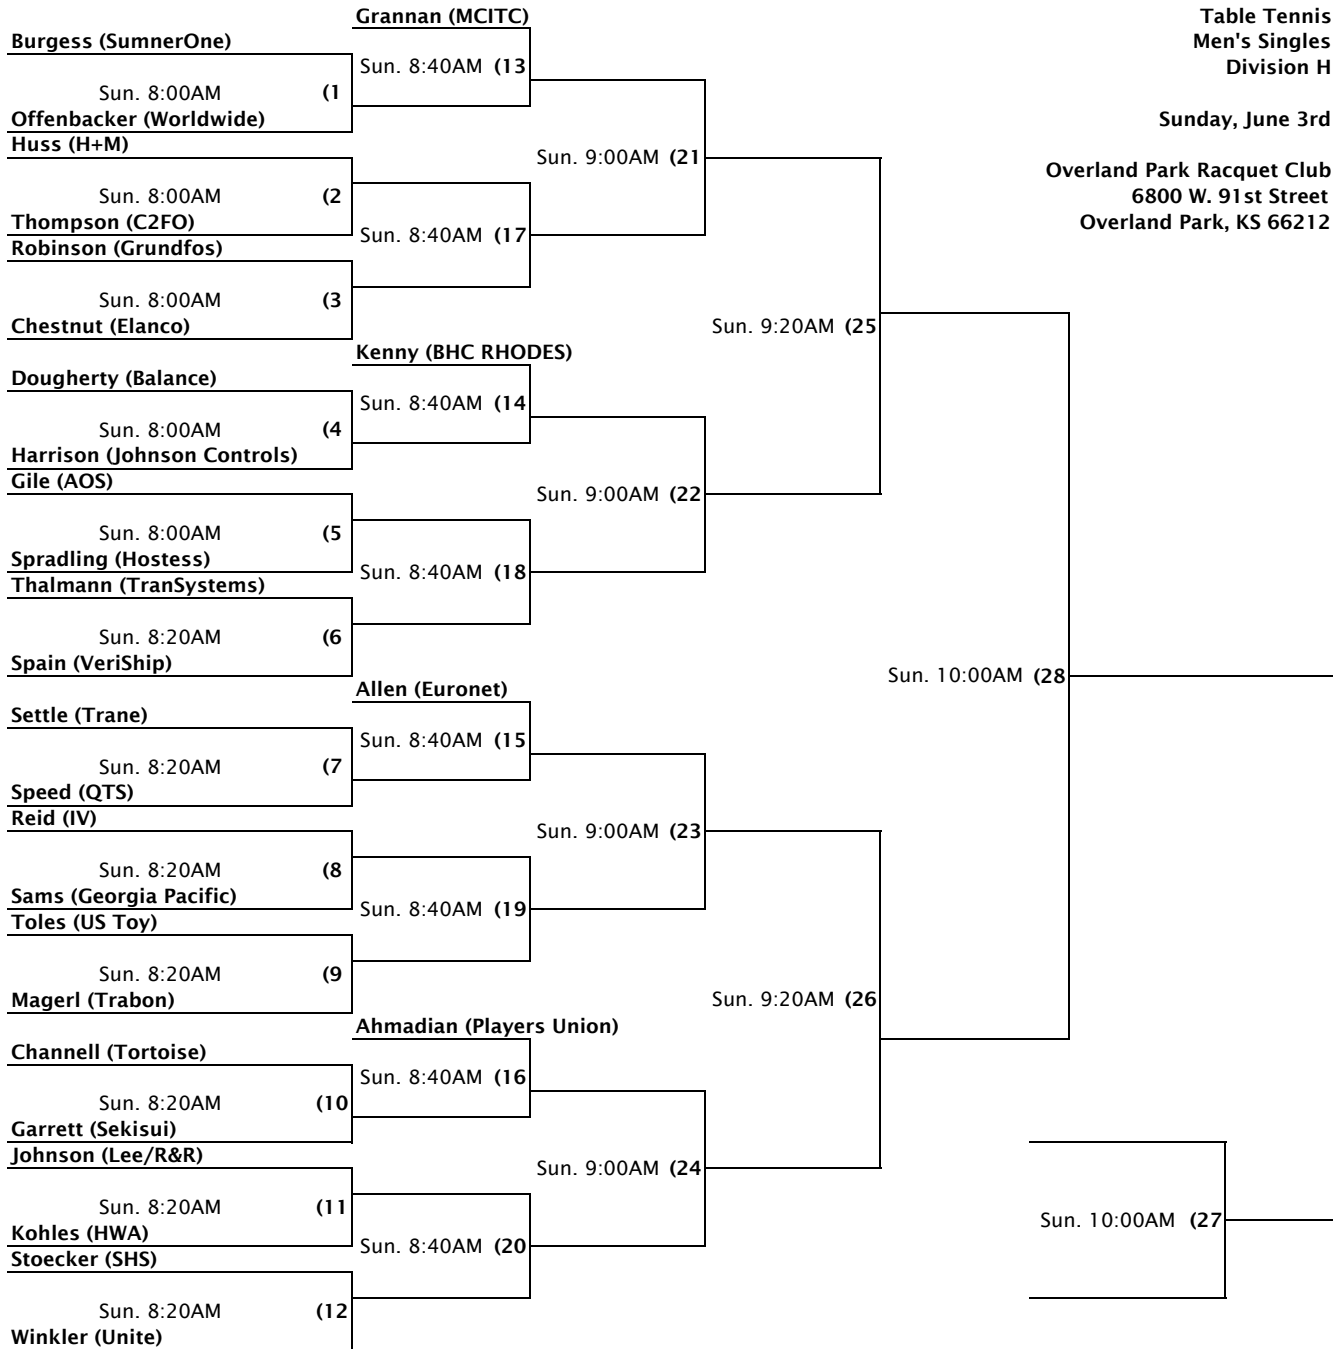 Grannan (MCITC)
Table Tennis
Burgess (SumnerOne)
Men's Singles
Sun. 8:40AM (13
Division H
Sun. 8:00AM (1
Offenbacker (Worldwide)
Sunday, June 3rd
Huss (H+M)
Sun. 9:00AM (21
Overland Park Racquet Club
Sun. 8:00AM (2
6800 W. 91st Street
Thompson (C2FO)
Overland Park, KS 66212
Sun. 8:40AM (17
Robinson (Grundfos)
Sun. 8:00AM (3
Chestnut (Elanco)
Sun. 9:20AM (25
Kenny (BHC RHODES)
Dougherty (Balance)
Sun. 8:40AM (14
Sun. 8:00AM (4
Harrison (Johnson Controls)
Gile (AOS)
Sun. 9:00AM (22
Sun. 8:00AM (5
Spradling (Hostess)
Sun. 8:40AM (18
Thalmann (TranSystems)
Sun. 8:20AM (6
Spain (VeriShip)
Sun. 10:00AM (28
Allen (Euronet)
Settle (Trane)
Sun. 8:40AM (15
Sun. 8:20AM (7
Speed (QTS)
Reid (IV)
Sun. 9:00AM (23
Sun. 8:20AM (8
Sams (Georgia Pacific)
Sun. 8:40AM (19
Toles (US Toy)
Sun. 8:20AM (9
Magerl (Trabon)
Sun. 9:20AM (26
Ahmadian (Players Union)
Channell (Tortoise)
Sun. 8:40AM (16
Sun. 8:20AM (10
Garrett (Sekisui)
Johnson (Lee/R&R)
Sun. 9:00AM (24
Sun. 8:20AM (11
Sun. 10:00AM (27
Kohles (HWA)
Sun. 8:40AM (20
Stoecker (SHS)
Sun. 8:20AM (12
Winkler (Unite)